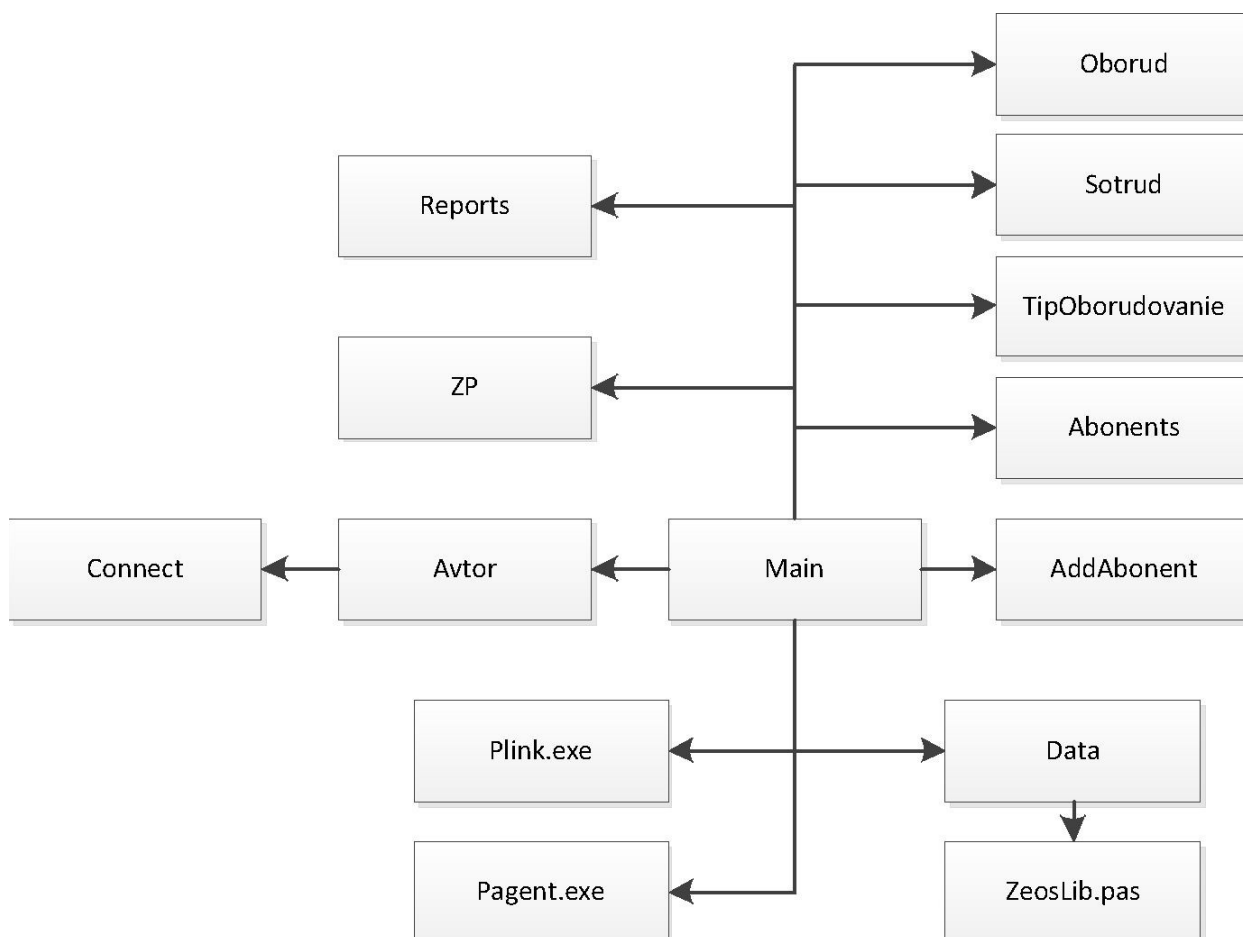 Oborud
Sotrud
Reports
TipOborudovanie
ZP
Abonents
Connect
Avtor
Main
AddAbonent
Plink.exe
Data
Pagent.exe
ZeosLib.pas